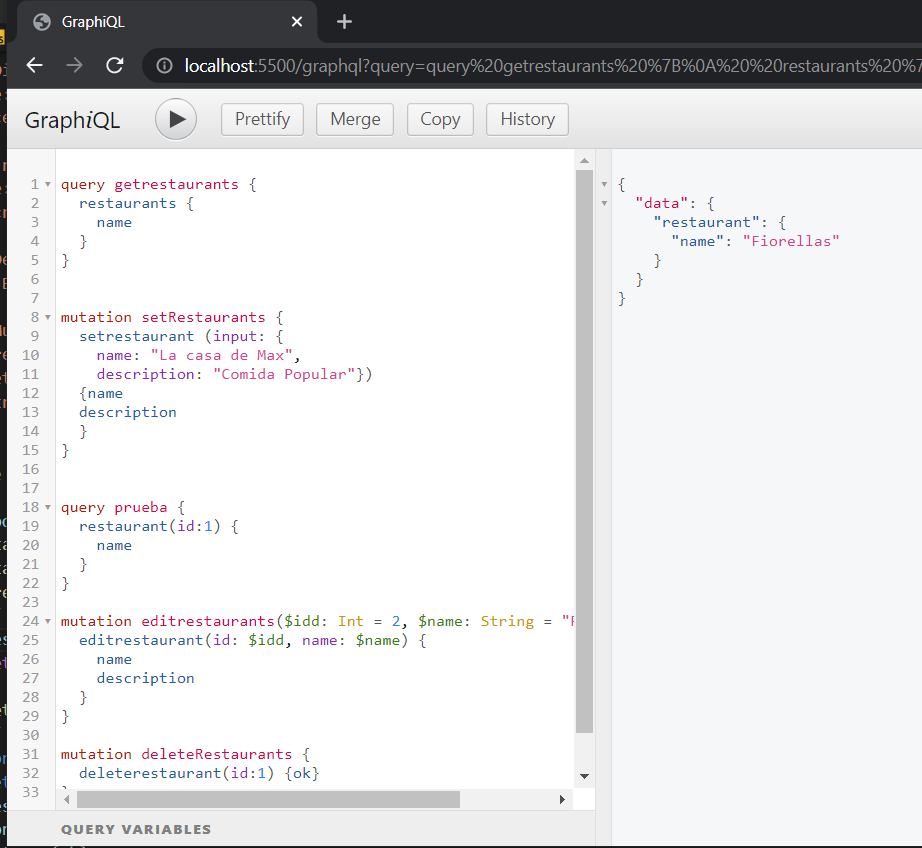 GraphiQL
localhost:5500/graphql?query=query%20getrestaurants%20%7B%0A%20%20restaurants%20%7
GraphiQL Prettify Merge Copy History
1 query getrestaurants {
2 restaurants {
3 name
4 }
5 }
6
7
8 mutation setRestaurants {
9 setrestaurant (input: {
10 name: "La casa de Max",
11 description: "Comida Popular"})
12 {name
13 description
14 }
15 }
16
17
18 query prueba {
19 restaurant(id:1) {
20 name
21 }
22 }
23
24 mutation editrestaurants($idd: Int = 2, $name: String = "
25 editrestaurant(id: $idd, name: $name) {
26 name
27 description
28 }
29 }
30
31 mutation deleteRestaurants {
32 deleterestaurant(id:1) {ok}
33
QUERY VARIABLES
{
"data": {
"restaurant": {
"name": "Fiorellas"
}
}
}